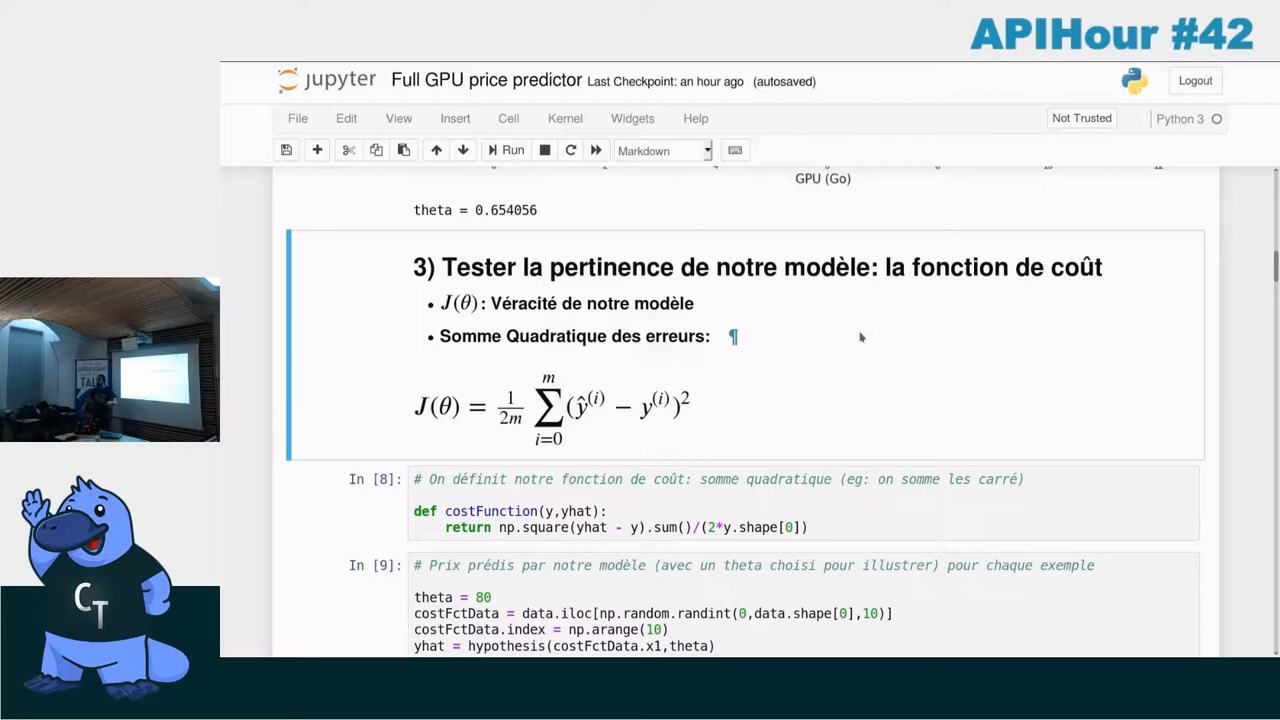 APIHour #42
jupyter Full GPU price predictor Last Checkpoint: an hour ago (autosaved) Logout
File Edit View Insert Cell Kernel Widgets Help Not Trusted Python 3
Run Markdown
GPU (Go)
theta = 0.654056
3) Tester la pertinence de notre modèle: la fonction de coût
• J(θ): Véracité de notre modèle
• Somme Quadratique des erreurs: ¶
J(θ) = 1/2m ∑_{i=0}^{m} (ŷ^(i) − y^(i))²
In [8]: # On définit notre fonction de coût: somme quadratique (eg: on somme les carré)
def costFunction(y,yhat):
return np.square(yhat - y).sum()/(2*y.shape[0])
In [9]: # Prix prédis par notre modèle (avec un theta choisi pour illustrer) pour chaque exemple
theta = 80
costFctData = data.iloc[np.random.randint(0,data.shape[0],10)]
costFctData.index = np.arange(10)
yhat = hypothesis(costFctData.x1,theta)
TALK
CT